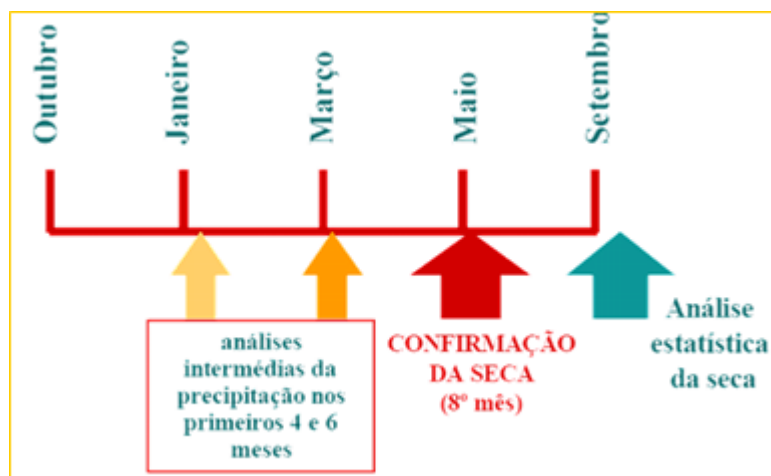 Outubro
Janeiro
Março
Maio
Setembro
análises
intermédias da
precipitação nos
primeiros 4 e 6
meses
CONFIRMAÇÃO
DA SECA
(8º mês)
Análise
estatística
da seca